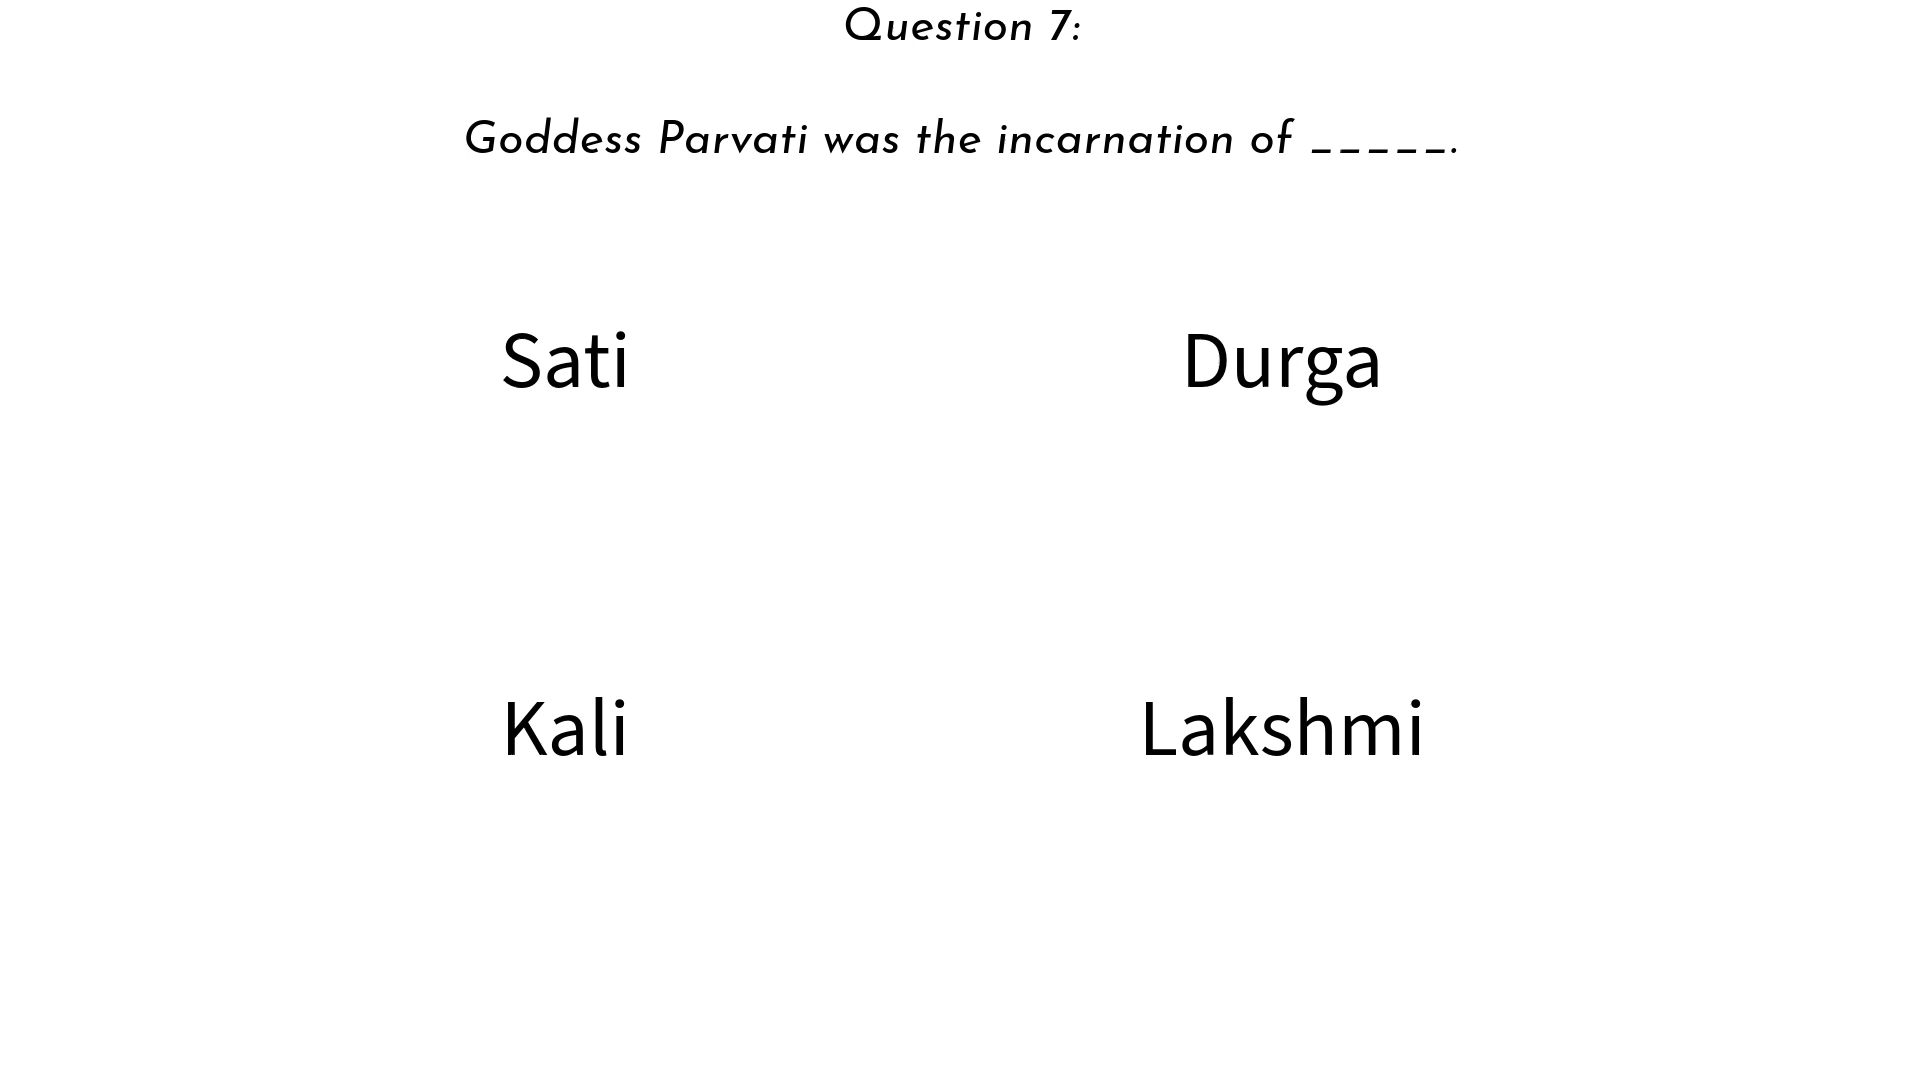 Question 7:
Goddess Parvati was the incarnation of _____.
Sati
Durga
Kali
Lakshmi